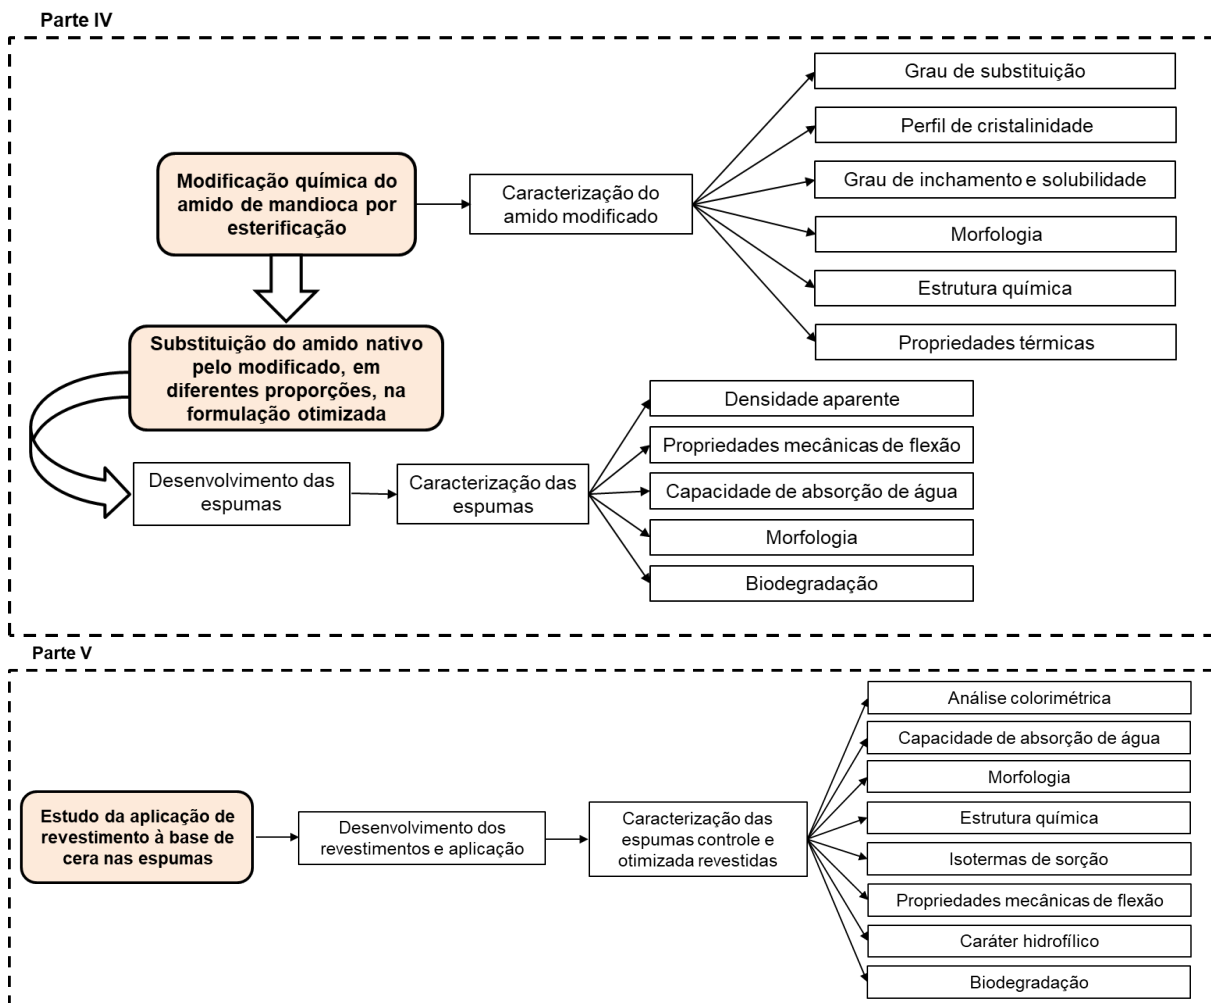 Parte IV
Modificação química do
amido de mandioca por
esterificação
Caracterização do
amido modificado
Grau de substituição
Perfil de cristalinidade
Grau de inchamento e solubilidade
Morfologia
Estrutura química
Propriedades térmicas
Substituição do amido nativo
pelo modificado, em
diferentes proporções, na
formulação otimizada
Desenvolvimento das
espumas
Caracterização das
espumas
Densidade aparente
Propriedades mecânicas de flexão
Capacidade de absorção de água
Morfologia
Biodegradação
Parte V
Estudo da aplicação de
revestimento à base de
cera nas espumas
Desenvolvimento dos
revestimentos e aplicação
Caracterização das
espumas controle e
otimizada revestidas
Análise colorimétrica
Capacidade de absorção de água
Morfologia
Estrutura química
Isotermas de sorção
Propriedades mecânicas de flexão
Caráter hidrofílico
Biodegradação